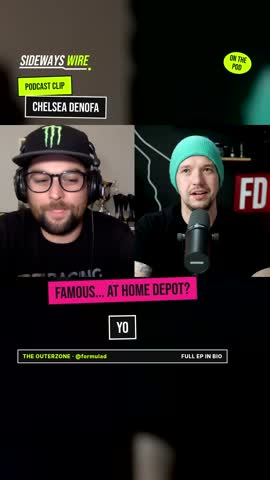 SIDEWAYS WIRE.
ON THE
POD
PODCAST CLIP
CHELSEA DENOFA
FD
FAMOUS... AT HOME DEPOT?
YO
THE OUTERZONE - @formulad
FULL EP IN BIO